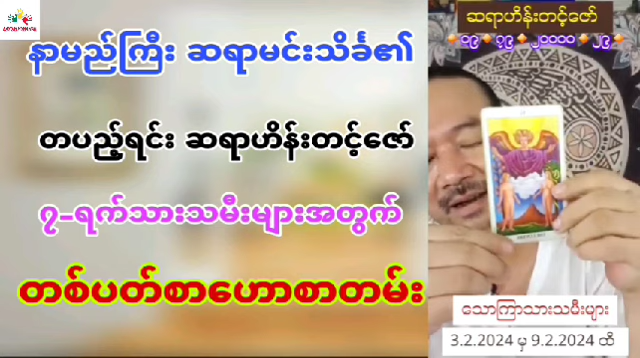 နာမည်ကြီး ဆရာမင်းသိင်္ခ၏
တပည့်ရင်း ဆရာဟိန်းတင့်ဇော်
၇-ရက်သားသမီးများအတွက်
တစ်ပတ်စာဟောစာတမ်း
ဆရာဟိန်းတင့်ဇော်
သောကြာသားသမီးများ
3.2.2024 မှ 9.2.2024 ထိ